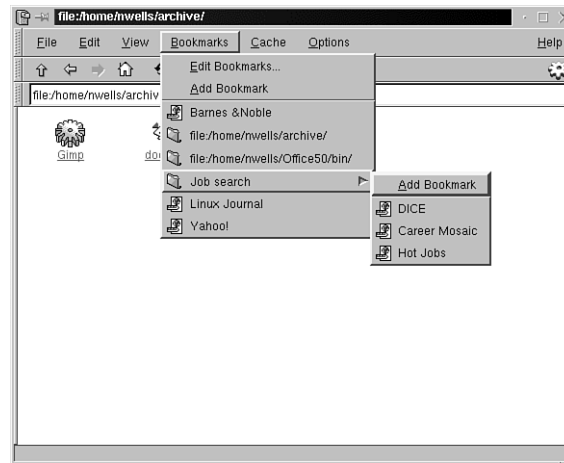 file:/home/nwells/archive/
File Edit View Bookmarks Cache Options Help
file:/home/nwells/archiv
Edit Bookmarks...
Add Bookmark
Barnes &Noble
file:/home/nwells/archive/
file:/home/nwells/Office50/bin/
Job search
Linux Journal
Yahoo!
Add Bookmark
DICE
Career Mosaic
Hot Jobs
Gimp